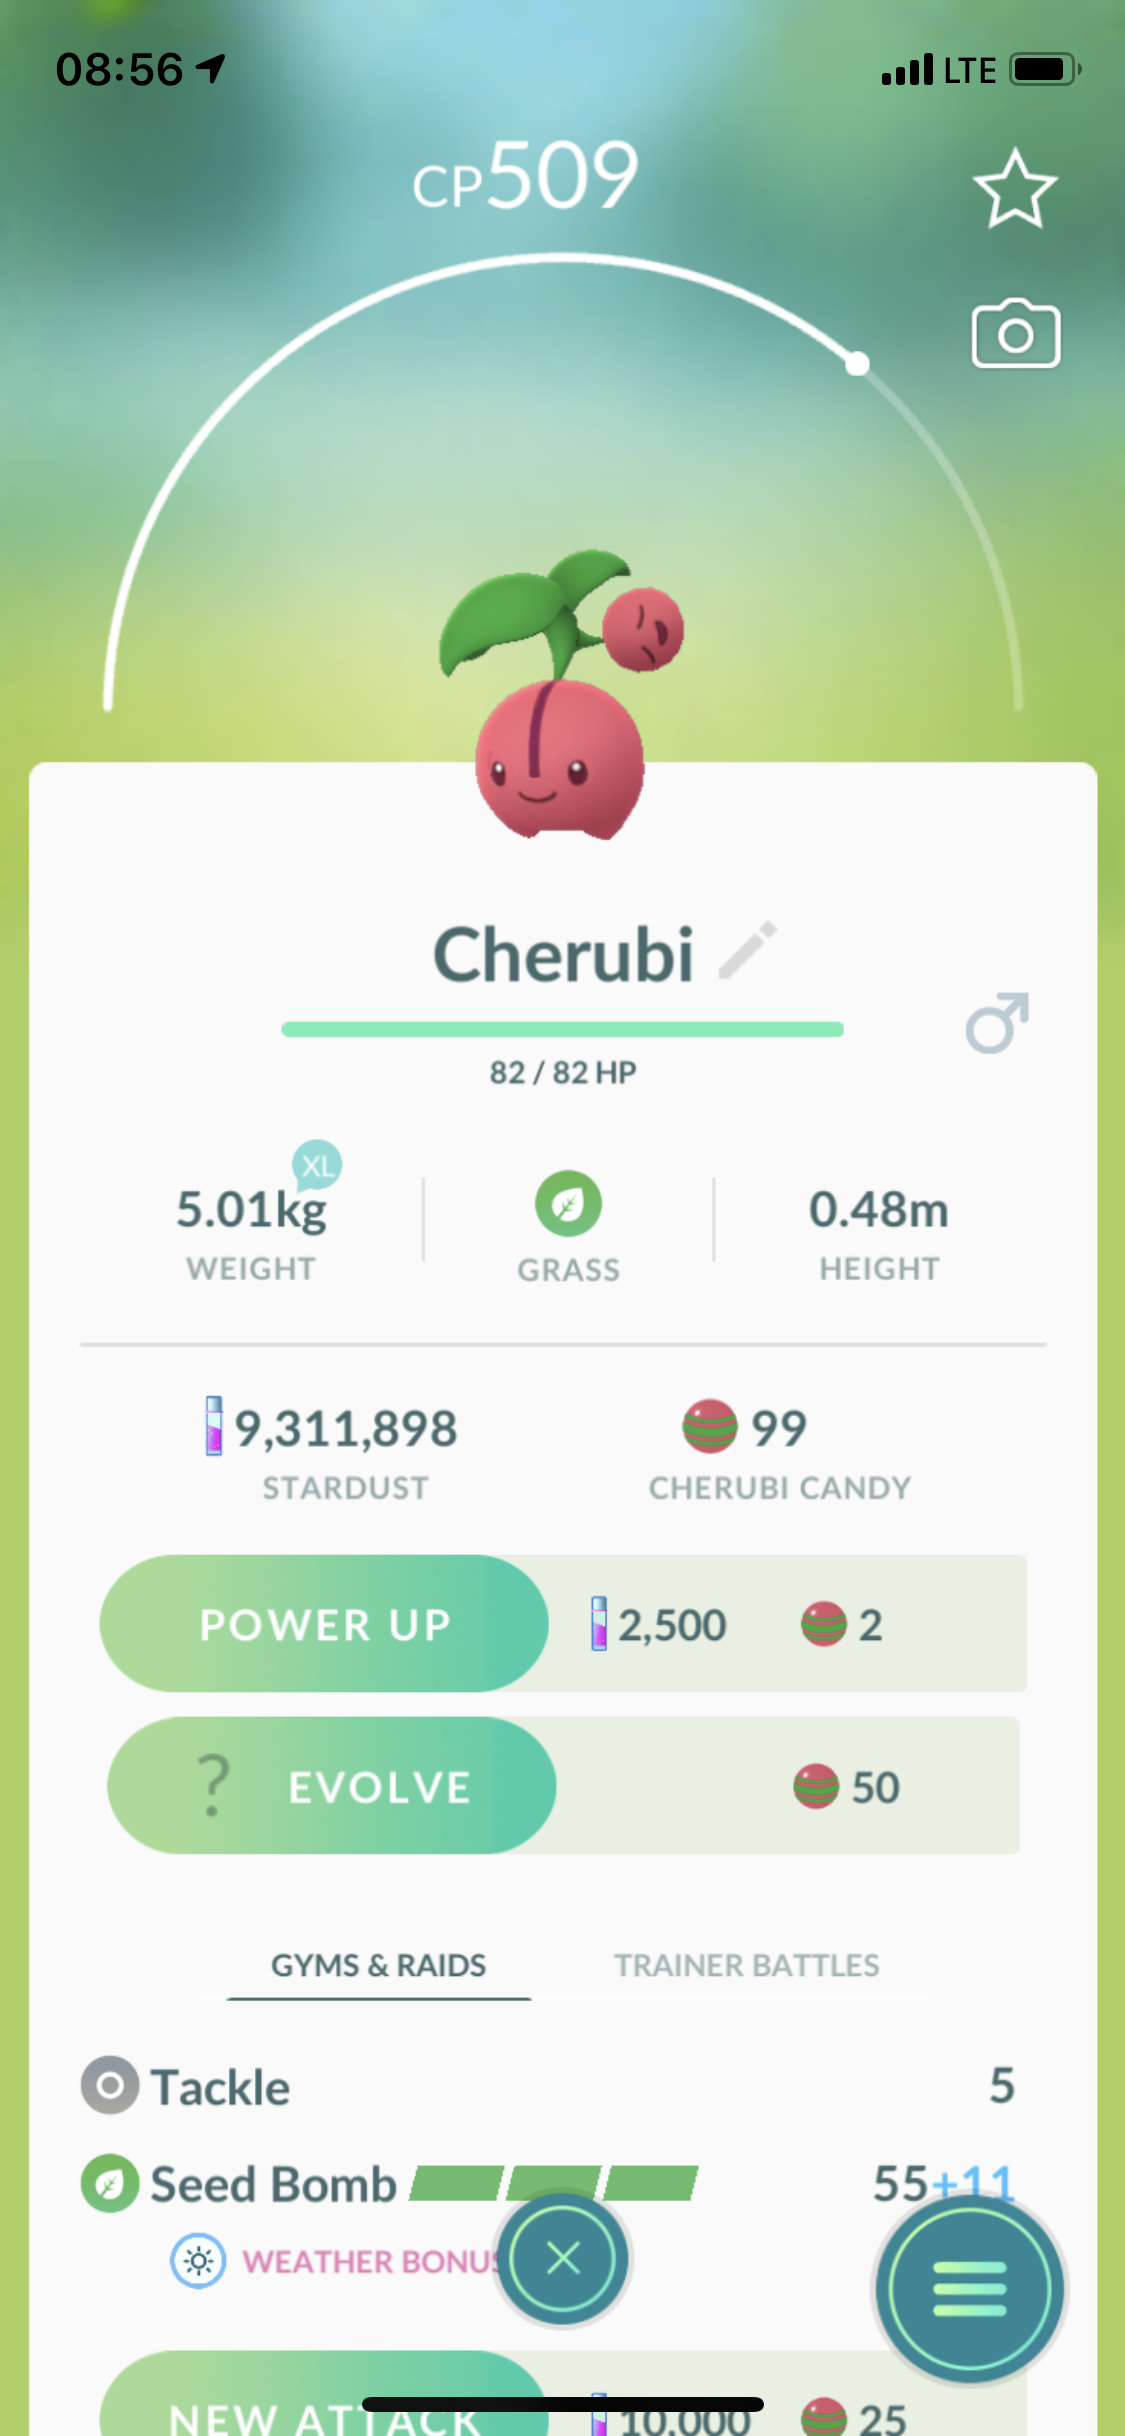 08:56 LTE
CP509
Cherubi
82 / 82 HP
XL
5.01kg 0.48m
WEIGHT GRASS HEIGHT
9,311,898 99
STARDUST CHERUBI CANDY
POWER UP 2,500 2
? EVOLVE 50
GYMS & RAIDS TRAINER BATTLES
Tackle 5
Seed Bomb 55+11
WEATHER BONUS
NEW ATTACK 10,000 25